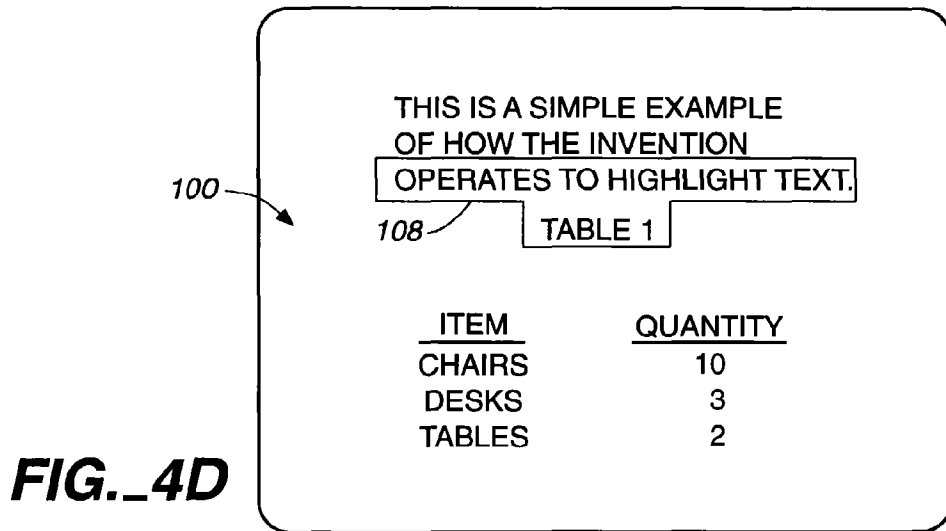 THIS IS A SIMPLE EXAMPLE
OF HOW THE INVENTION
OPERATES TO HIGHLIGHT TEXT.
100
108
TABLE 1
ITEM QUANTITY
CHAIRS 10
DESKS 3
TABLES 2
FIG._4D